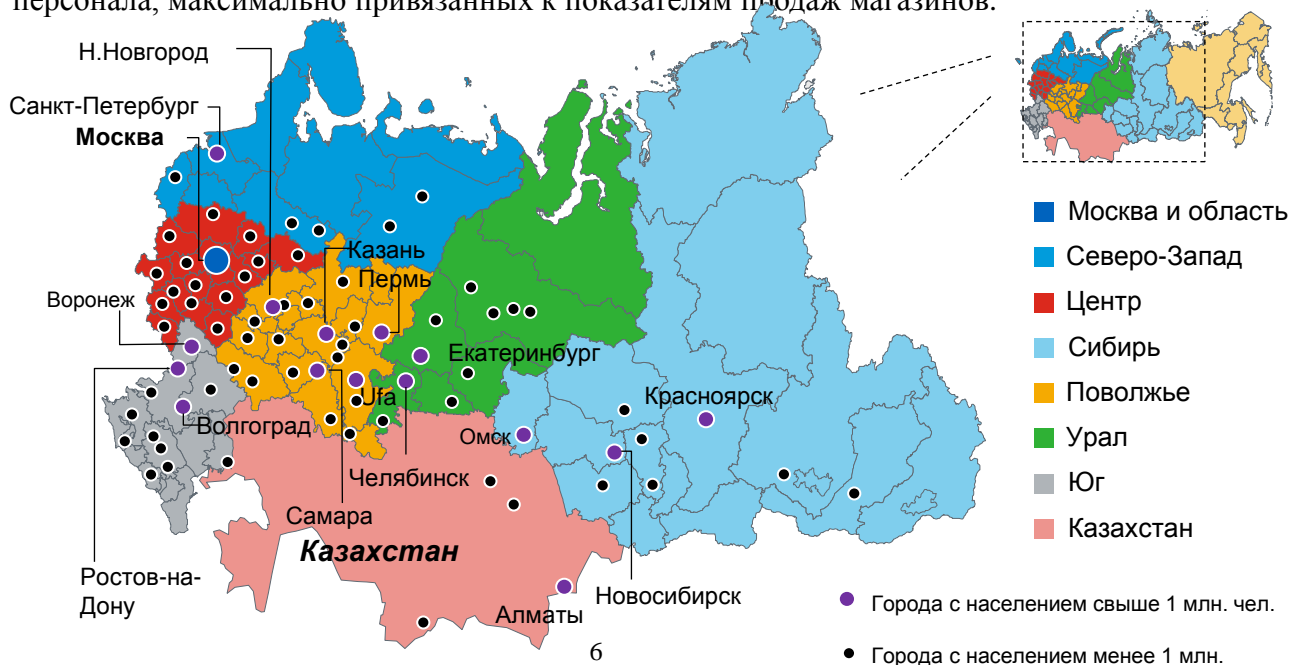 персонала, максимально привязанных к показателям продаж магазинов.
Н.Новгород
Санкт-Петербург
Москва
Казань
Пермь
Воронеж
Екатеринбург
Ufa
Волгоград
Красноярск
Омск
Челябинск
Самара
Казахстан
Ростов-на-
Дону
Новосибирск
Алматы
Москва и область
Северо-Запад
Центр
Сибирь
Поволжье
Урал
Юг
Казахстан
Города с населением свыше 1 млн. чел.
Города с населением менее 1 млн.
6